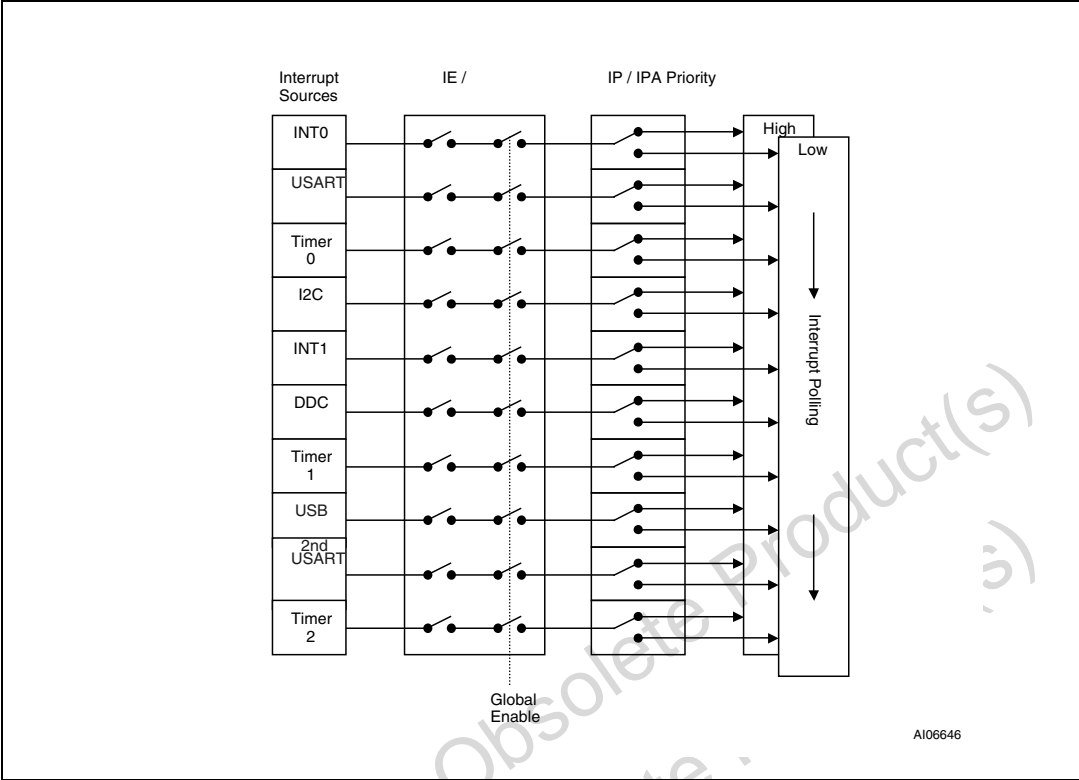 Interrupt
Sources
IE /
IP / IPA Priority
INT0
USART
Timer
0
I2C
INT1
DDC
Timer
1
USB
2nd
USART
Timer
2
High
Low
Interrupt Polling
Global
Enable
AI06646
Obsolete Product(s)
Obsolete